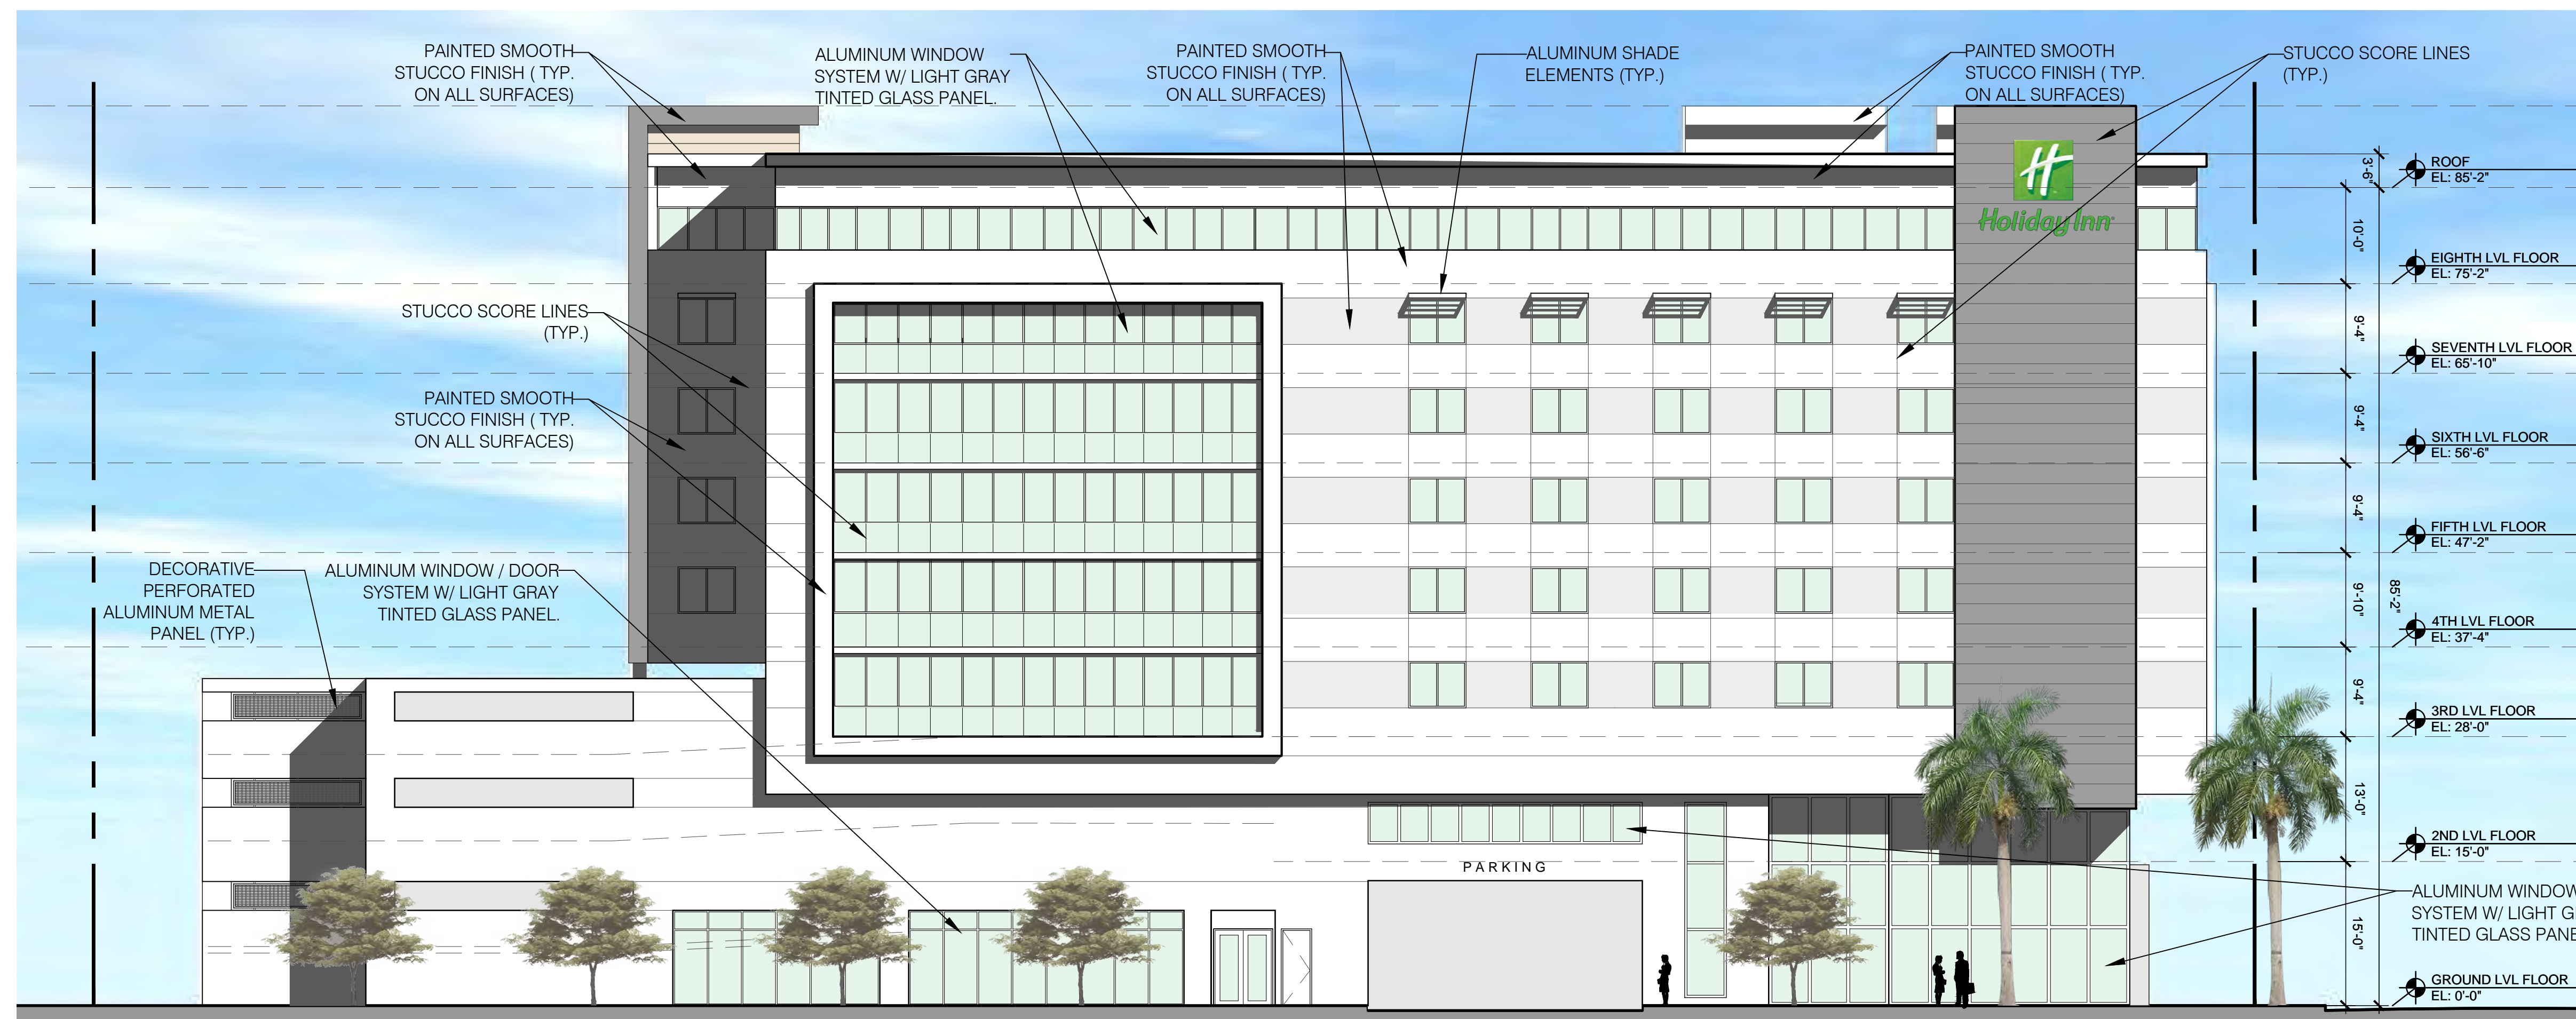 PAINTED SMOOTH
STUCCO FINISH ( TYP.
ON ALL SURFACES)
ALUMINUM WINDOW
SYSTEM W/ LIGHT GRAY
TINTED GLASS PANEL.
PAINTED SMOOTH
STUCCO FINISH ( TYP.
ON ALL SURFACES)
ALUMINUM SHADE
ELEMENTS (TYP.)
PAINTED SMOOTH
STUCCO FINISH ( TYP.
ON ALL SURFACES)
STUCCO SCORE LINES
(TYP.)
H
Holiday Inn
STUCCO SCORE LINES
(TYP.)
PAINTED SMOOTH
STUCCO FINISH ( TYP.
ON ALL SURFACES)
DECORATIVE
PERFORATED
ALUMINUM METAL
PANEL (TYP.)
ALUMINUM WINDOW / DOOR
SYSTEM W/ LIGHT GRAY
TINTED GLASS PANEL.
PARKING
3'-6"
10'-0"
9'-4"
9'-4"
9'-4"
9'-10"
85'-2"
9'-4"
13'-0"
15'-0"
ROOF
EL: 85'-2"
EIGHTH LVL FLOOR
EL: 75'-2"
SEVENTH LVL FLOOR
EL: 65'-10"
SIXTH LVL FLOOR
EL: 56'-6"
FIFTH LVL FLOOR
EL: 47'-2"
4TH LVL FLOOR
EL: 37'-4"
3RD LVL FLOOR
EL: 28'-0"
2ND LVL FLOOR
EL: 15'-0"
ALUMINUM WINDOW
SYSTEM W/ LIGHT G
TINTED GLASS PANE
GROUND LVL FLOOR
EL: 0'-0"